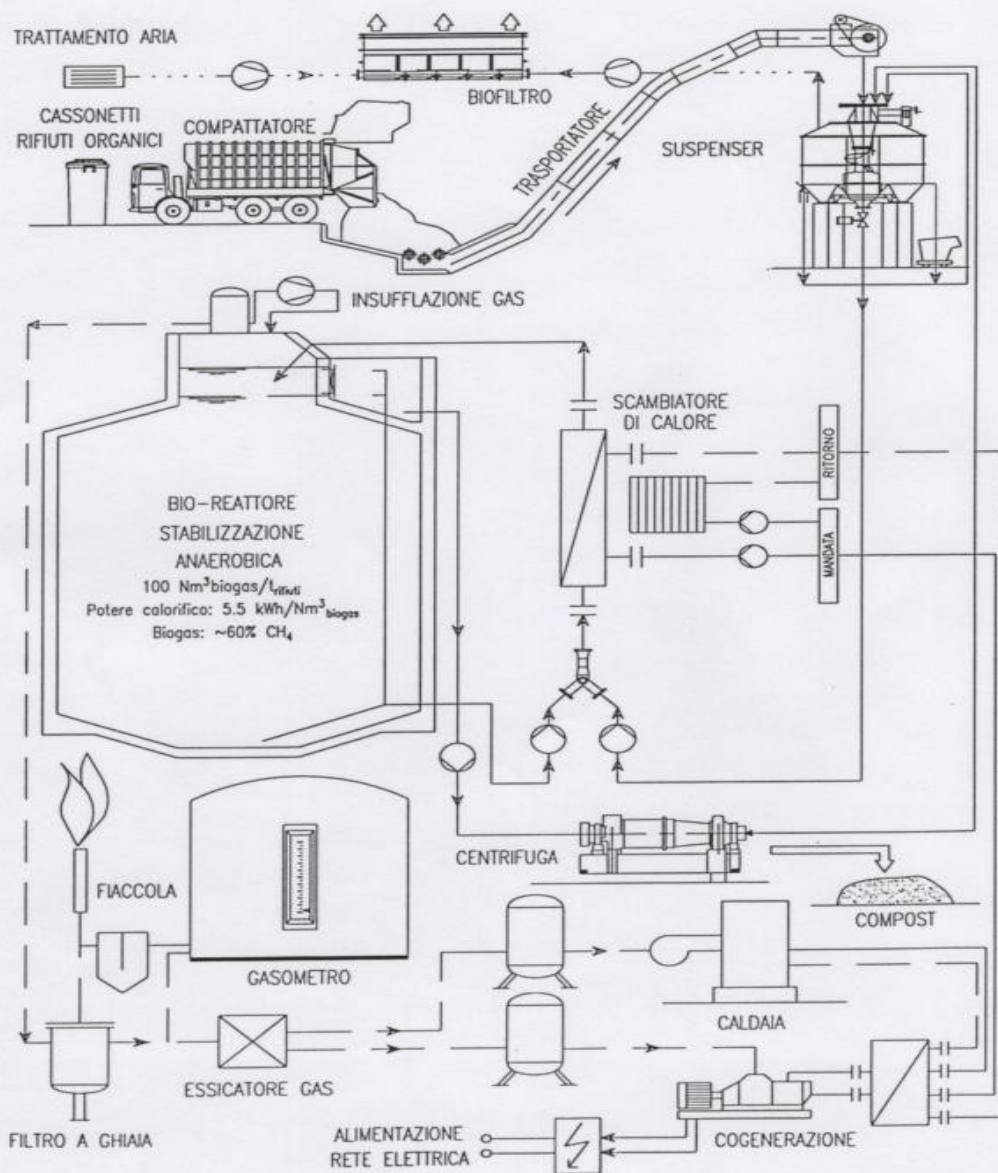 TRATTAMENTO ARIA
BIOFILTRO
CASSONETTI
RIFIUTI ORGANICI
COMPATTATORE
TRASPORTATORE
SUSPENSER
INSUFFLAZIONE GAS
SCAMBIATORE
DI CALORE
RITORNO
MANDATA
BIO-REATTORE
STABILIZZAZIONE
ANAEROBICA
100 Nm³biogas/t_rifiuti
Potere calorifico: 5.5 kWh/Nm³_biogas
Biogas: ~60% CH₄
CENTRIFUGA
COMPOST
FIACCOLA
GASOMETRO
CALDAIA
ESSICATORE GAS
FILTRO A GHIAIA
ALIMENTAZIONE
RETE ELETTRICA
COGENERAZIONE